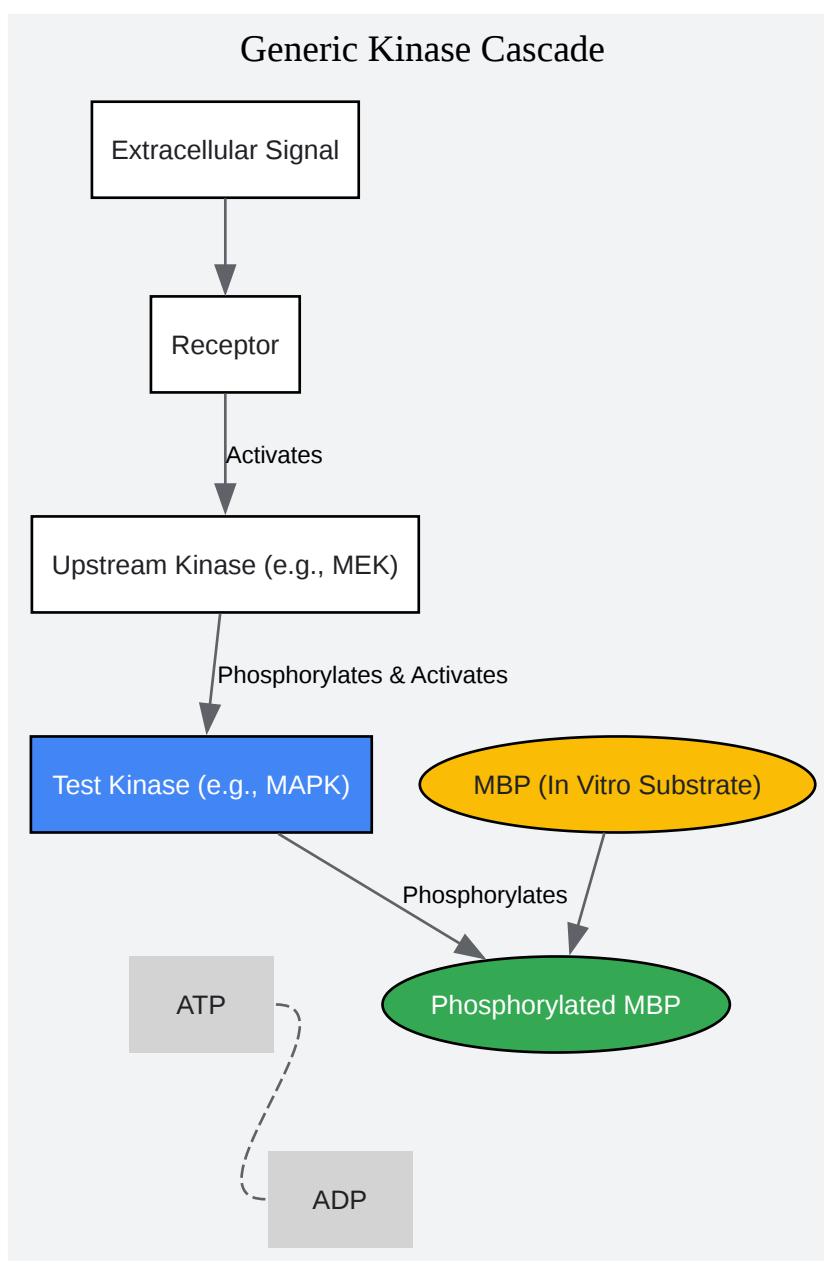 Generic Kinase Cascade
Extracellular Signal
Receptor
Activates
Upstream Kinase (e.g., MEK)
Phosphorylates & Activates
Test Kinase (e.g., MAPK)
MBP (In Vitro Substrate)
Phosphorylates
ATP
Phosphorylated MBP
ADP